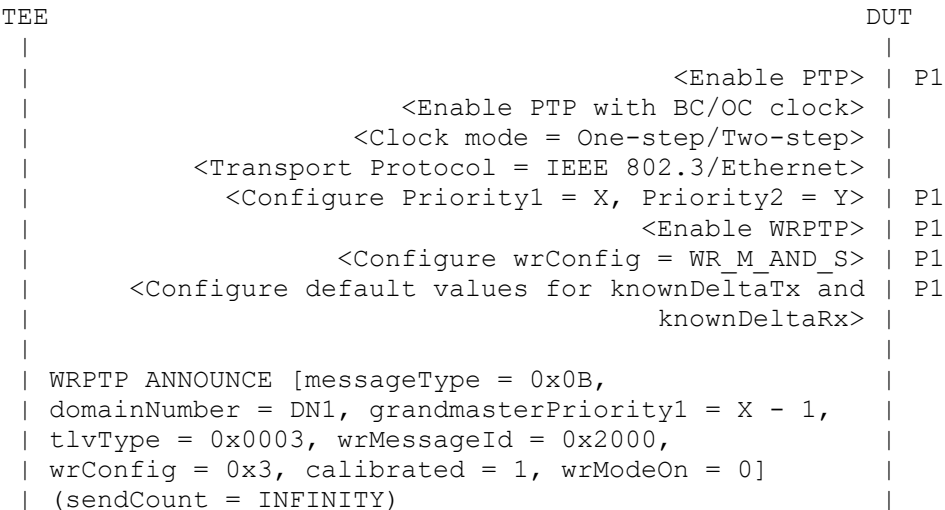 TEE DUT
| |
| <Enable PTP> | P1
| <Enable PTP with BC/OC clock> |
| <Clock mode = One-step/Two-step> |
| <Transport Protocol = IEEE 802.3/Ethernet> |
| <Configure Priority1 = X, Priority2 = Y> | P1
| <Enable WRPTP> | P1
| <Configure wrConfig = WR_M_AND_S> | P1
| <Configure default values for knownDeltaTx and | P1
| knownDeltaRx> |
| |
| WRPTP ANNOUNCE [messageType = 0x0B, |
| domainNumber = DN1, grandmasterPriority1 = X - 1, |
| tlvType = 0x0003, wrMessageId = 0x2000, |
| wrConfig = 0x3, calibrated = 1, wrModeOn = 0] |
| (sendCount = INFINITY) |